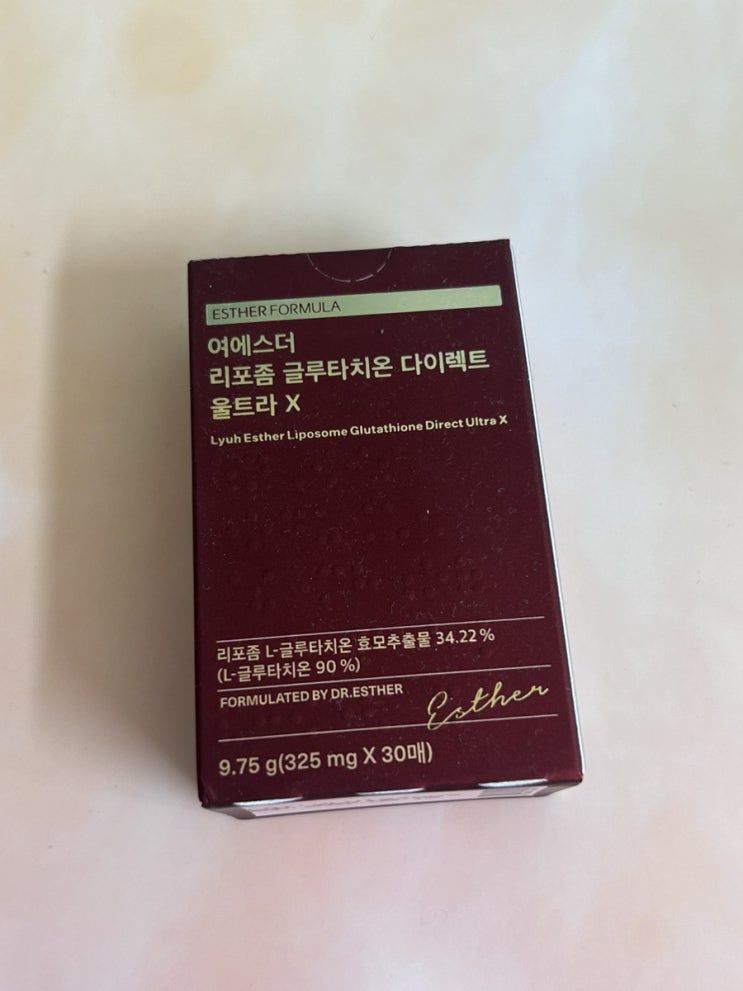 ESTHER FORMULA
여에스더
리포좀 글루타치온 다이렉트
울트라 X
Lyuh Esther Liposome Glutathione Direct Ultra X
리포좀 L-글루타치온 효모추출물 34.22 %
(L-글루타치온 90 %)
FORMULATED BY DR.ESTHER
Esther
9.75 g(325 mg X 30매)